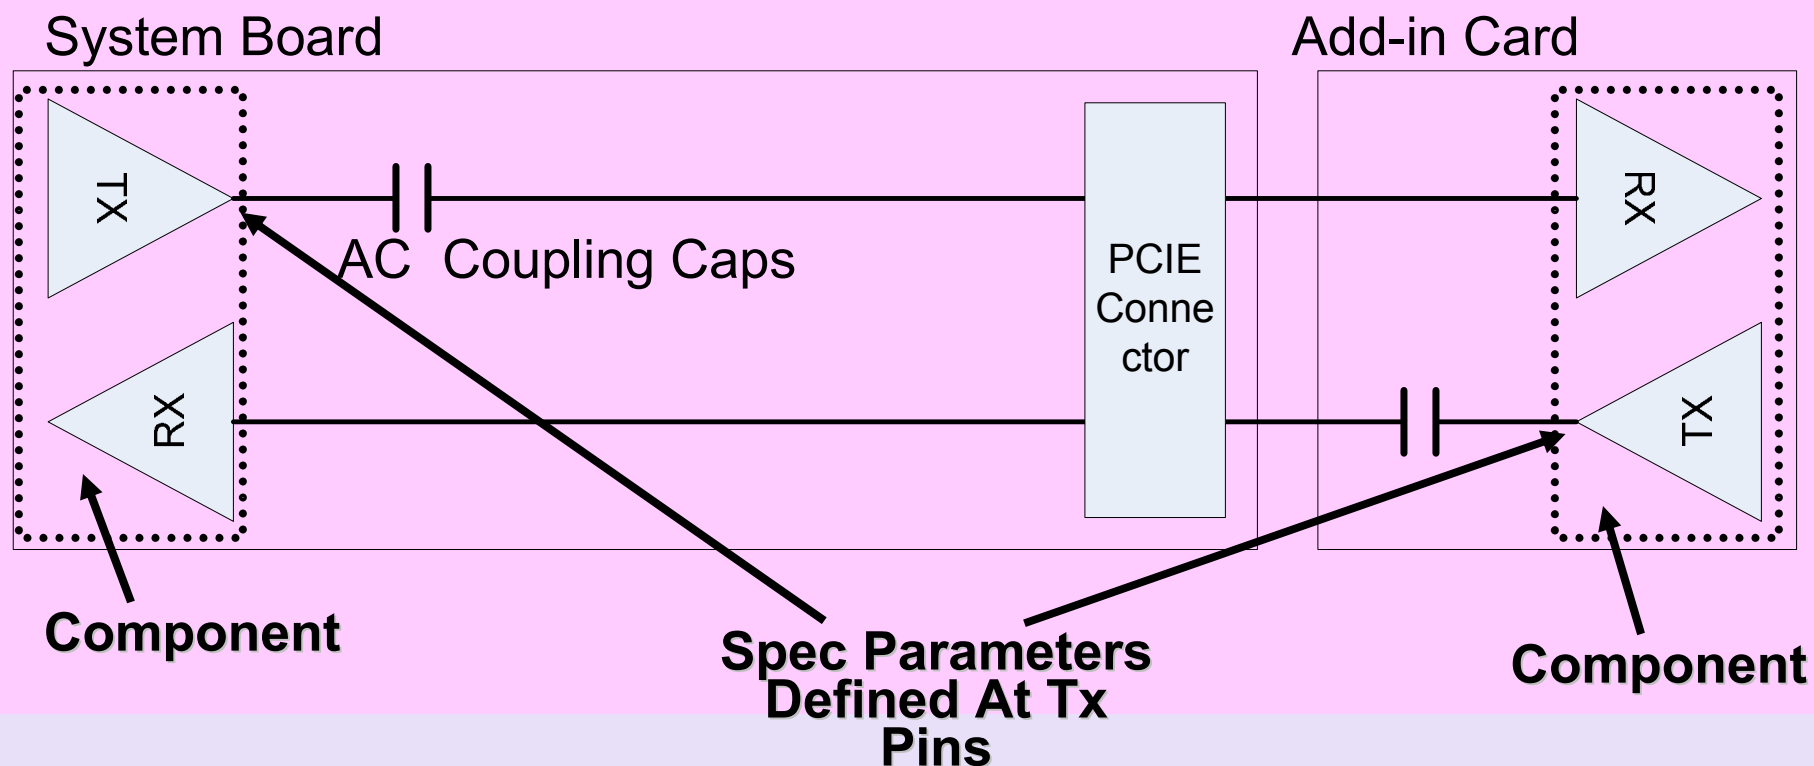 System Board
Add-in Card
TX
RX
AC  Coupling Caps
PCIE
Conne
ctor
RX
TX
Component
Spec Parameters
Defined At Tx
Pins
Component